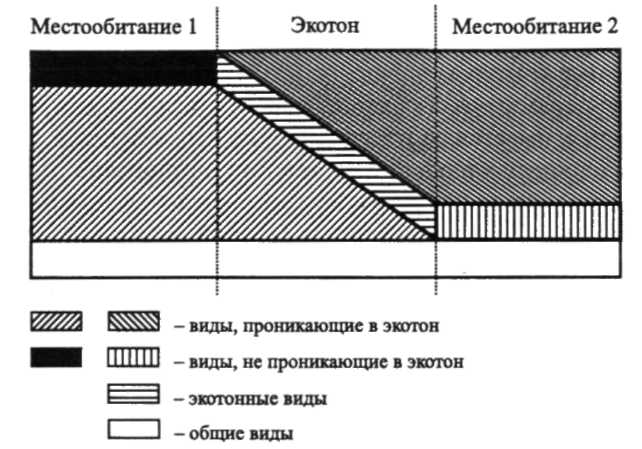 Местообитание 1 Экотон Местообитание 2
– виды, проникающие в экотон
– виды, не проникающие в экотон
– экотонные виды
– общие виды